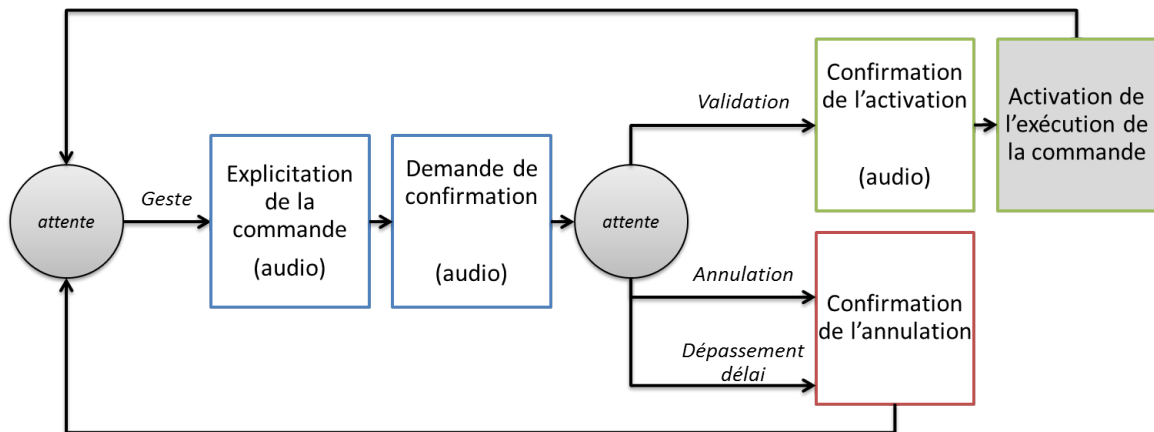 attente
Geste
Explicitation
de la
commande
(audio)
Demande de
confirmation
(audio)
attente
Validation
Confirmation
de l'activation
(audio)
Activation de
l'exécution de
la commande
Annulation
Dépassement
délai
Confirmation
de l'annulation